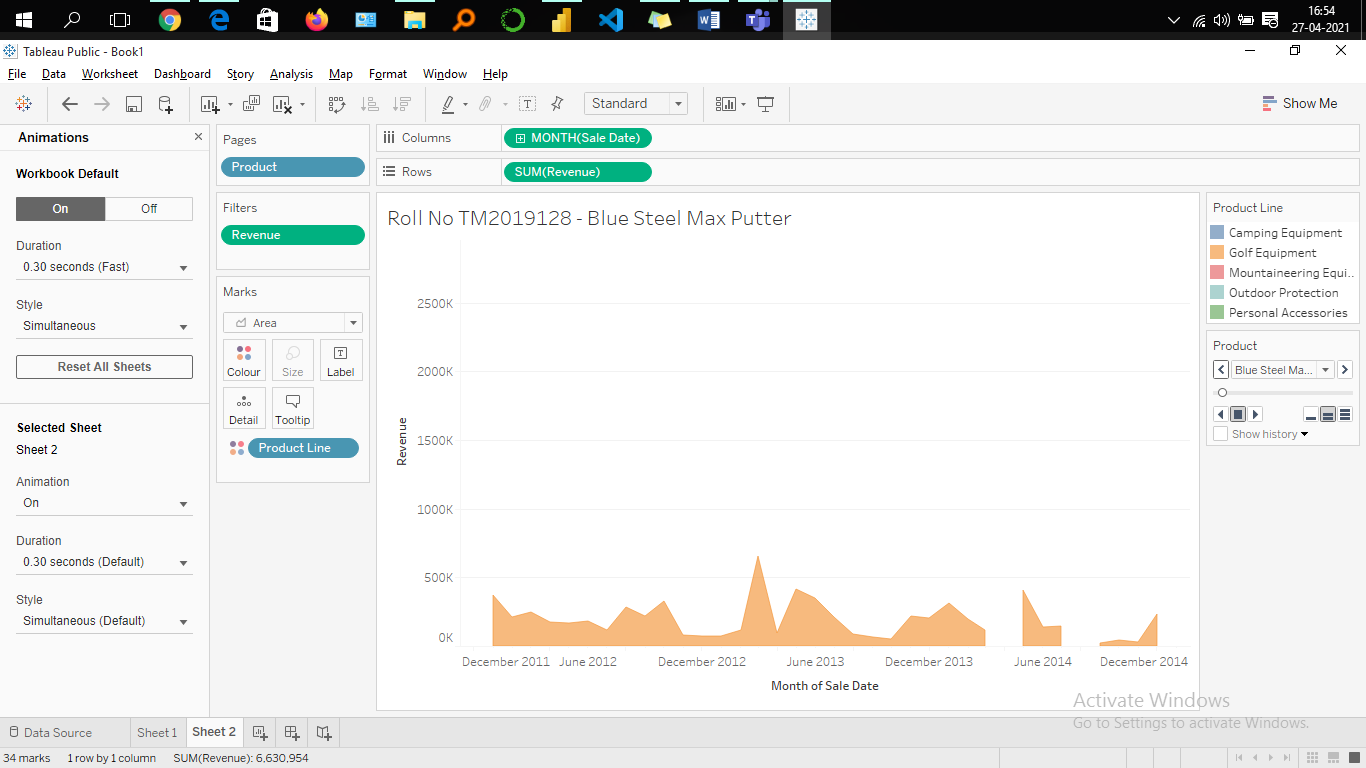 16:54
27-04-2021
Tableau Public - Book1
File Data Worksheet Dashboard Story Analysis Map Format Window Help
Standard
Show Me
Animations
Workbook Default
On Off
Duration
0.30 seconds (Fast)
Style
Simultaneous
Reset All Sheets
Selected Sheet
Sheet 2
Animation
On
Duration
0.30 seconds (Default)
Style
Simultaneous (Default)
Pages
Product
Filters
Revenue
Marks
Area
Colour Size Label
Detail Tooltip
Product Line
Columns MONTH(Sale Date)
Rows SUM(Revenue)
Roll No TM2019128 - Blue Steel Max Putter
2500K
2000K
1500K
1000K
500K
0K
Revenue
December 2011 June 2012 December 2012 June 2013 December 2013 June 2014 December 2014
Month of Sale Date
Product Line
Camping Equipment
Golf Equipment
Mountaineering Equi..
Outdoor Protection
Personal Accessories
Product
Blue Steel Ma...
Show history
Activate Windows
Go to Settings to activate Windows.
Data Source Sheet 1 Sheet 2
34 marks 1 row by 1 column SUM(Revenue): 6,630,954